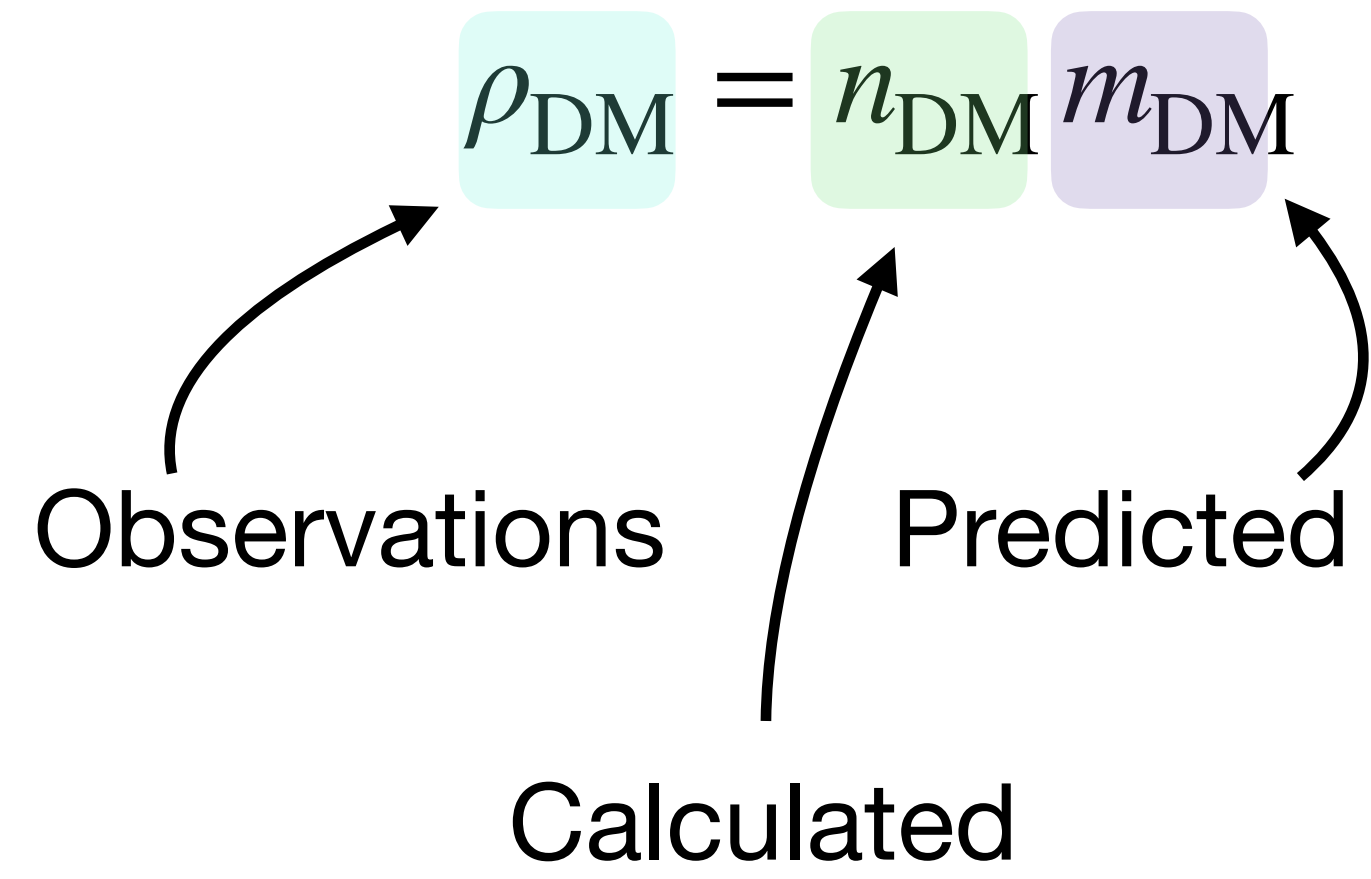 ρDM = nDM mDM
Observations
Predicted
Calculated